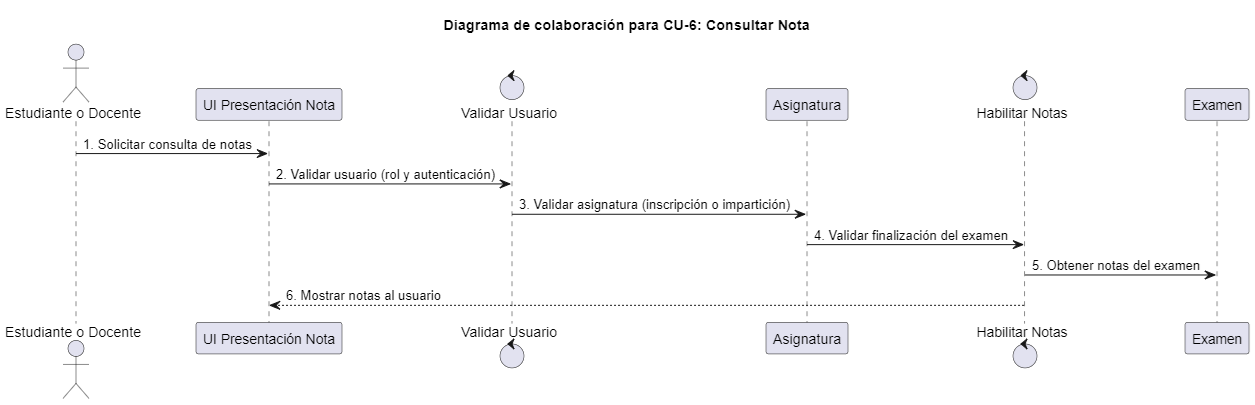 Diagrama de colaboración para CU-6: Consultar Nota
Estudiante o Docente
UI Presentación Nota
Validar Usuario
Asignatura
Habilitar Notas
Examen
1. Solicitar consulta de notas
2. Validar usuario (rol y autenticación)
3. Validar asignatura (inscripción o impartición)
4. Validar finalización del examen
5. Obtener notas del examen
6. Mostrar notas al usuario
Estudiante o Docente
UI Presentación Nota
Validar Usuario
Asignatura
Habilitar Notas
Examen